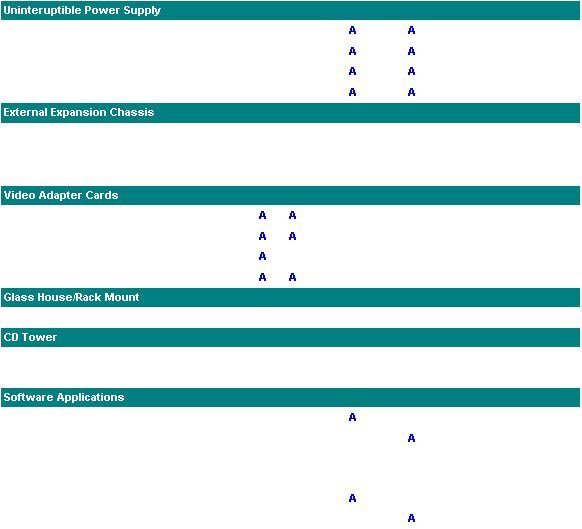 Uninteruptible Power Supply
A A
A A
A A
A A
External Expansion Chassis
Video Adapter Cards
A A
A A
A
A A
Glass House/Rack Mount
CD Tower
Software Applications
A
A
A
A